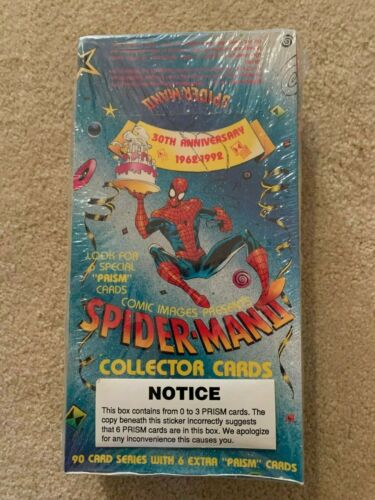 SPIDER-MAN II
30TH ANNIVERSARY
1962-1992
LOOK FOR
6 SPECIAL
"PRISM"
CARDS
COMIC IMAGES PRESENTS
SPIDER-MAN II
COLLECTOR CARDS
NOTICE
This box contains from 0 to 3 PRISM cards. The
copy beneath this sticker incorrectly suggests
that 6 PRISM cards are in this box. We apologize
for any inconvenience this causes you.
90 CARD SERIES WITH 6 EXTRA "PRISM" CARDS